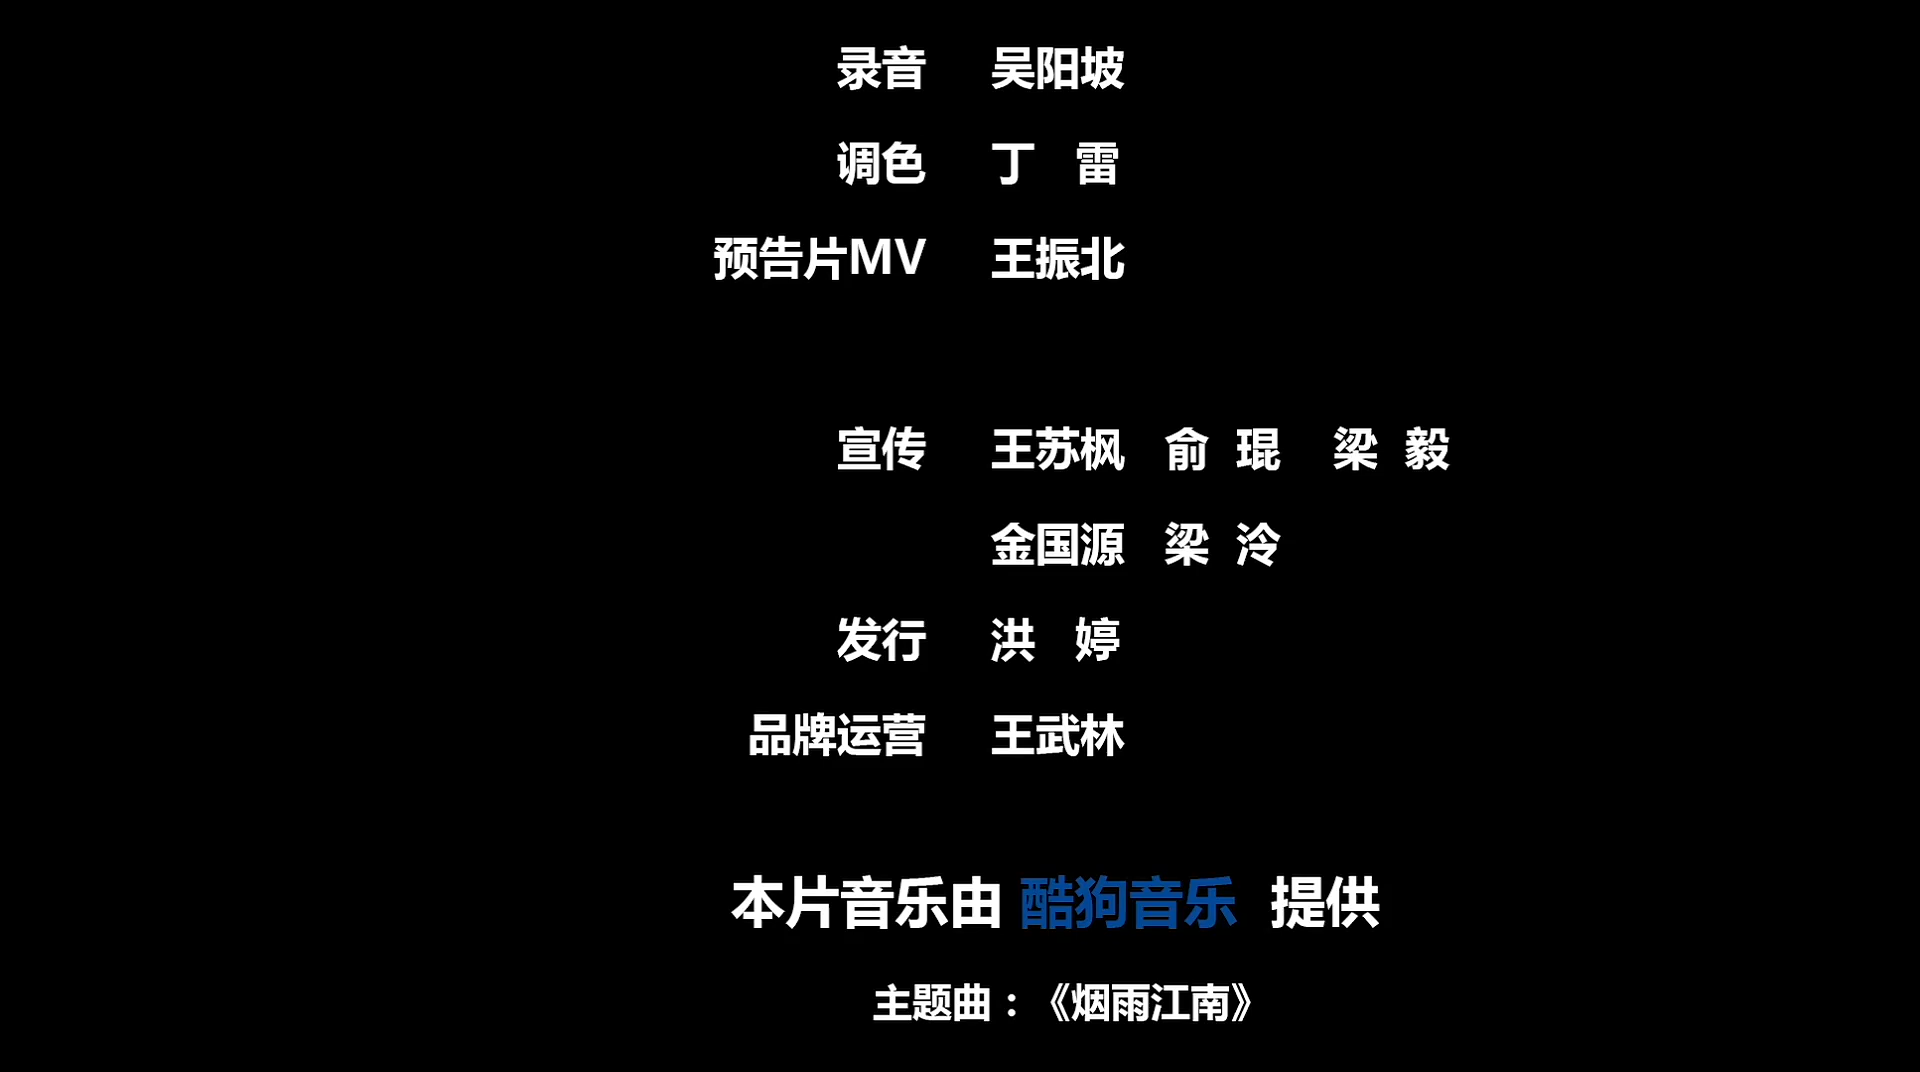 录音 吴阳坡
调色 丁 雷
预告片MV 王振北
宣传 王苏枫 俞 琨 梁 毅
金国源 梁 泠
发行 洪 婷
品牌运营 王武林
本片音乐由 酷狗音乐 提供
主题曲：《烟雨江南》